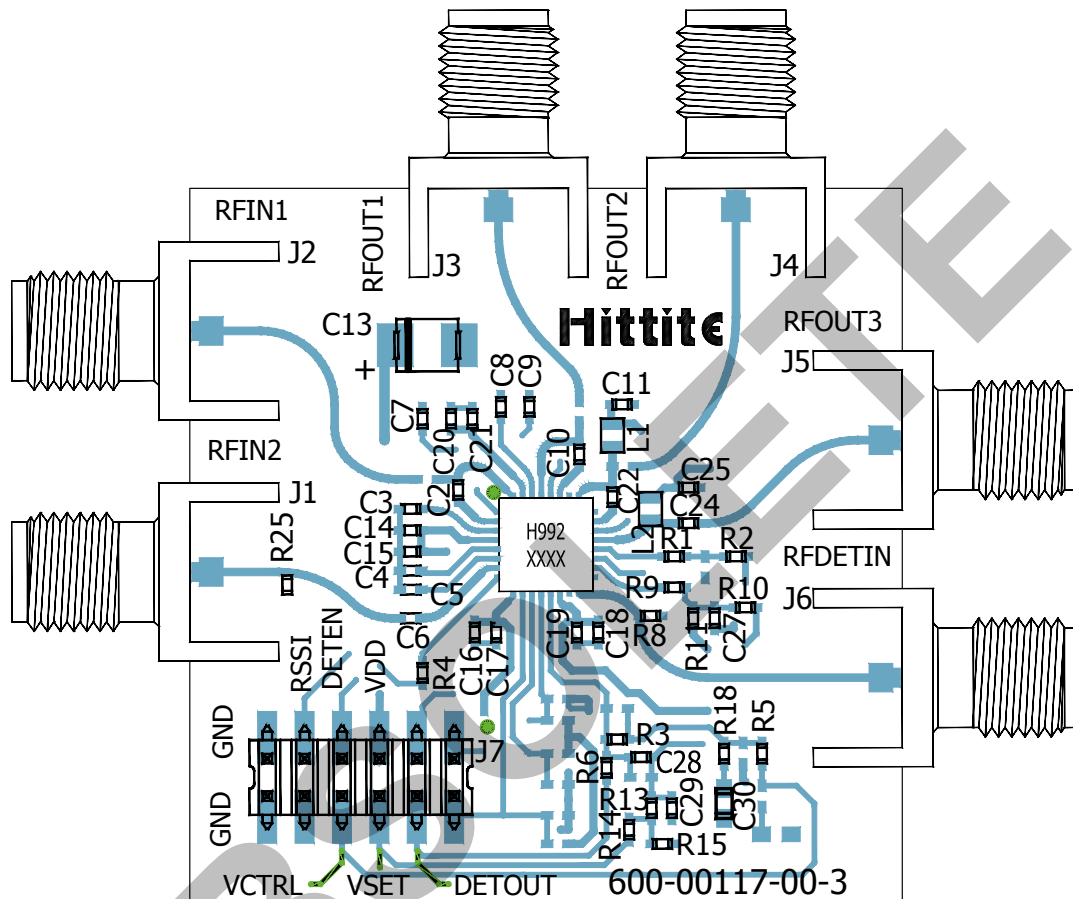 RFIN1
RFOUT1
RFOUT2
J2
J3
J4
C13
+
Hittite
RFOUT3
J5
C8
C9
C11
C7
C20
C21
C10
L1
RFIN2
J1
C2
C22
C25
C24
R25
C3
C14
C15
C4
C5
C6
H992
XXXX
L2
R1
R2
RFDETIN
R9
R10
J6
R8
R11
C27
C16
C17
C19
C18
RSSI
DETEN
VDD
R4
GND
J7
R3
R18
R5
R6
C28
GND
R13
C29
C30
R14
R15
VCTRL
VSET
DETOUT
600-00117-00-3
OBSOLETE